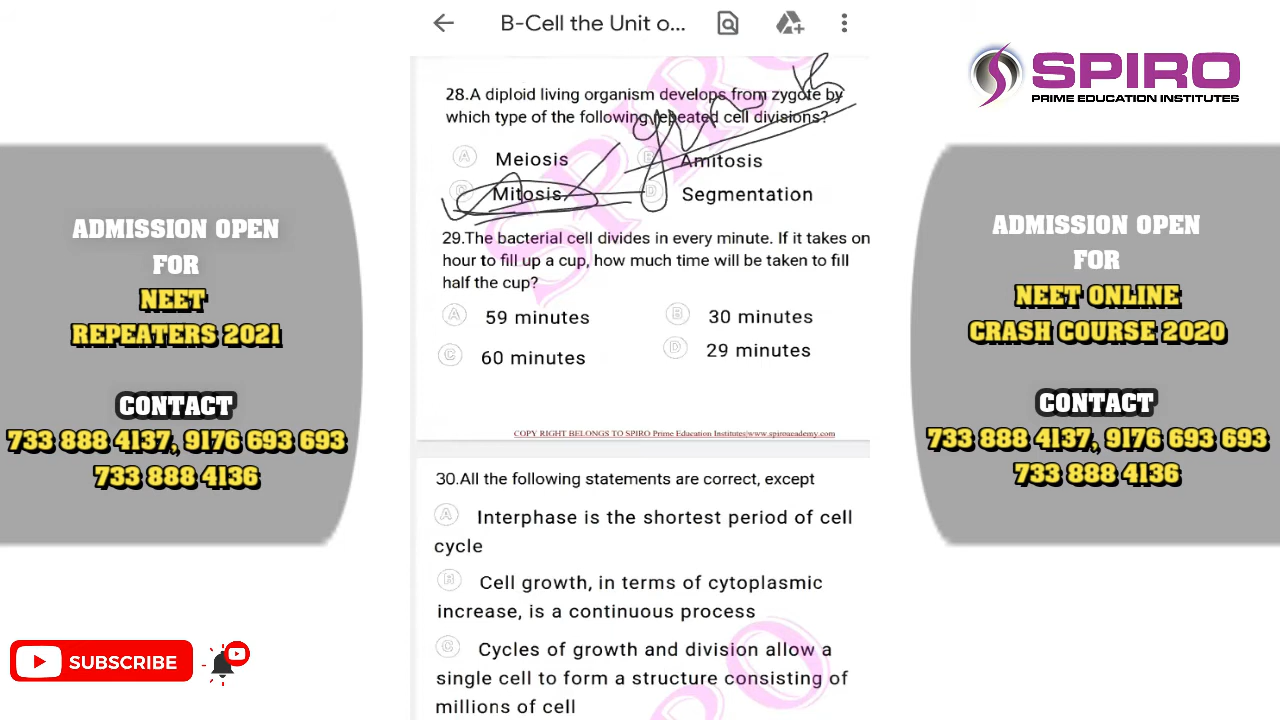 B-Cell the Unit o...
SPIRO
PRIME EDUCATION INSTITUTES
28.A diploid living organism develops from zygote by
which type of the following repeated cell divisions?
A Meiosis
B Amitosis
C Mitosis
D Segmentation
29.The bacterial cell divides in every minute. If it takes on
hour to fill up a cup, how much time will be taken to fill
half the cup?
A 59 minutes
B 30 minutes
C 60 minutes
D 29 minutes
COPY RIGHT BELONGS TO SPIRO Prime Education Institutes@www.spiroacademy.com
30.All the following statements are correct, except
A Interphase is the shortest period of cell
cycle
B Cell growth, in terms of cytoplasmic
increase, is a continuous process
C Cycles of growth and division allow a
single cell to form a structure consisting of
millions of cell
SPIRO
ADMISSION OPEN
FOR
NEET
REPEATERS 2021
CONTACT
733 888 4137, 9176 693 693
733 888 4136
SUBSCRIBE
ADMISSION OPEN
FOR
NEET ONLINE
CRASH COURSE 2020
CONTACT
733 888 4137, 9176 693 693
733 888 4136